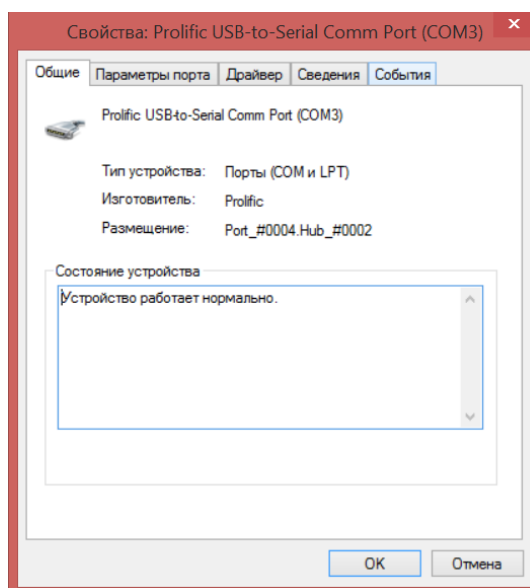 Свойства: Prolific USB-to-Serial Comm Port (COM3)
Общие Параметры порта Драйвер Сведения События
Prolific USB-to-Serial Comm Port (COM3)
Тип устройства: Порты (COM и LPT)
Изготовитель: Prolific
Размещение: Port_#0004.Hub_#0002
Состояние устройства
Устройство работает нормально.
OK Отмена